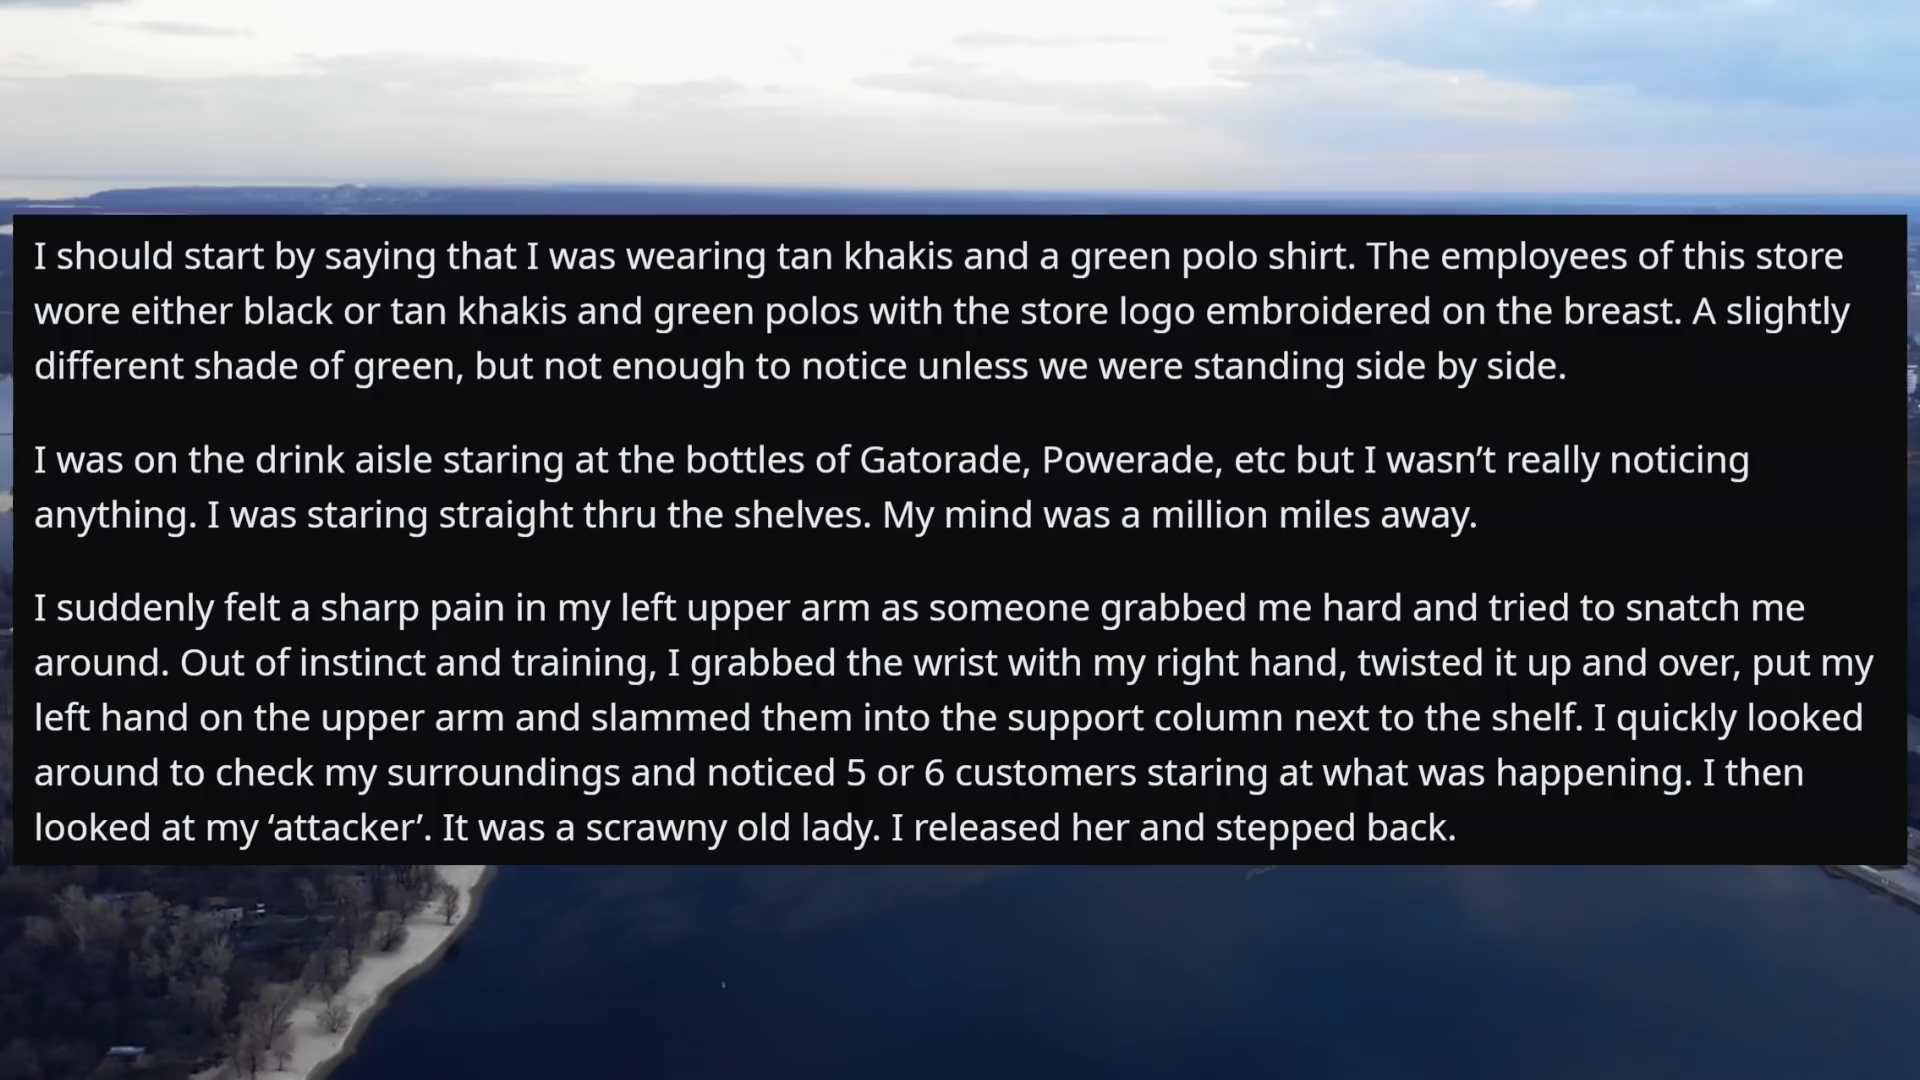 I should start by saying that I was wearing tan khakis and a green polo shirt. The employees of this store
wore either black or tan khakis and green polos with the store logo embroidered on the breast. A slightly
different shade of green, but not enough to notice unless we were standing side by side.
I was on the drink aisle staring at the bottles of Gatorade, Powerade, etc but I wasn’t really noticing
anything. I was staring straight thru the shelves. My mind was a million miles away.
I suddenly felt a sharp pain in my left upper arm as someone grabbed me hard and tried to snatch me
around. Out of instinct and training, I grabbed the wrist with my right hand, twisted it up and over, put my
left hand on the upper arm and slammed them into the support column next to the shelf. I quickly looked
around to check my surroundings and noticed 5 or 6 customers staring at what was happening. I then
looked at my ‘attacker’. It was a scrawny old lady. I released her and stepped back.